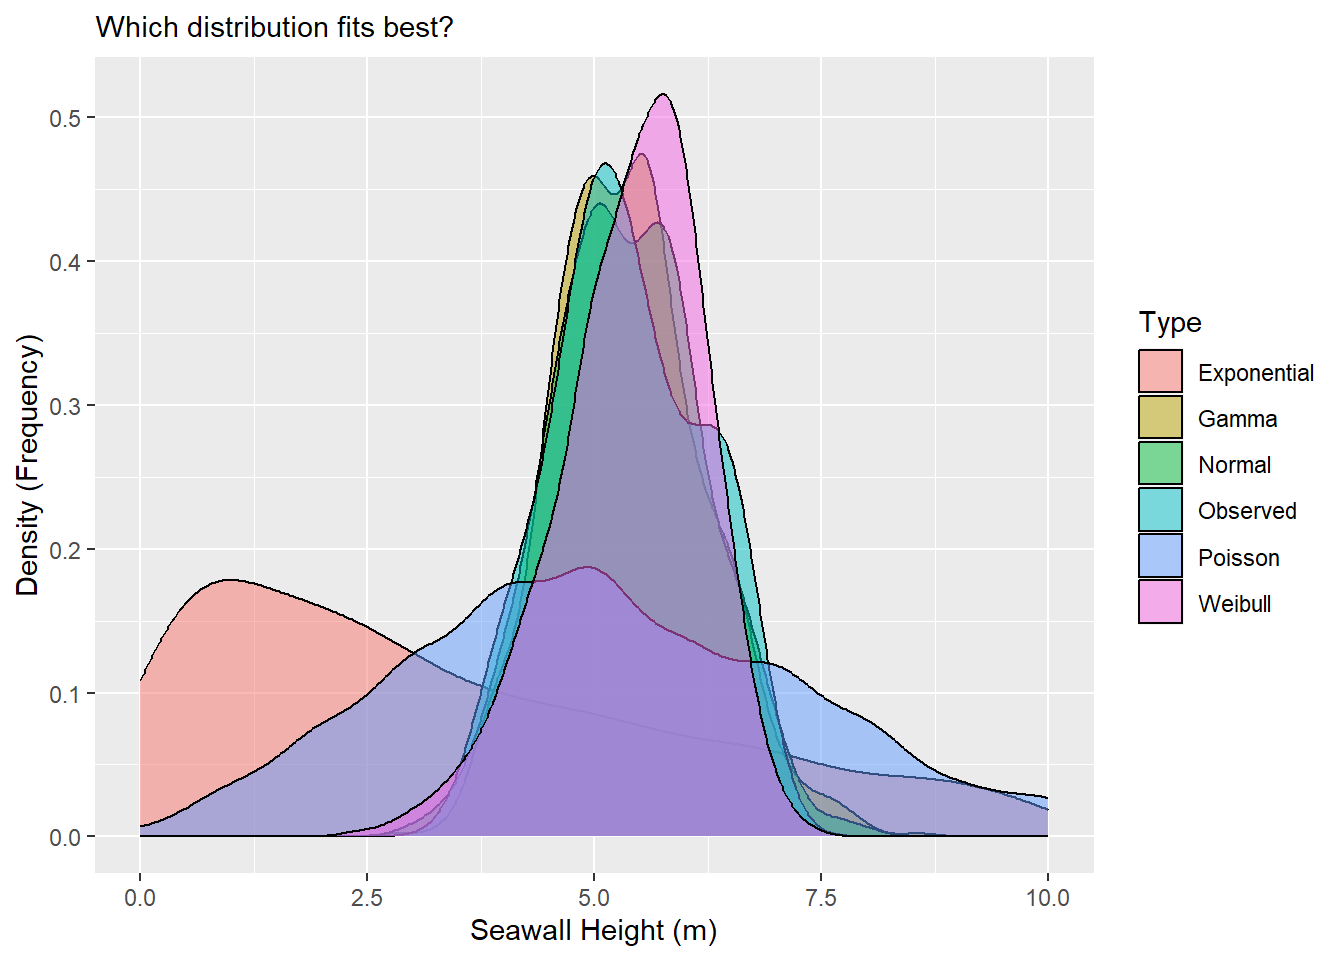 Which distribution fits best?
0.5
0.4
0.3
0.2
0.1
0.0
Density (Frequency)
0.0 2.5 5.0 7.5 10.0
Seawall Height (m)
Type
Exponential
Gamma
Normal
Observed
Poisson
Weibull